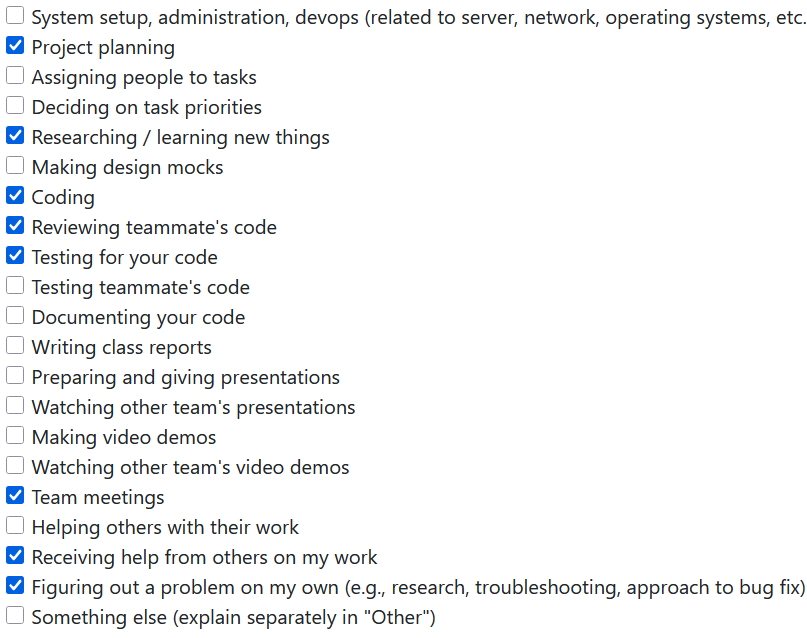 System setup, administration, devops (related to server, network, operating systems, etc.
Project planning
Assigning people to tasks
Deciding on task priorities
Researching / learning new things
Making design mocks
Coding
Reviewing teammate's code
Testing for your code
Testing teammate's code
Documenting your code
Writing class reports
Preparing and giving presentations
Watching other team's presentations
Making video demos
Watching other team's video demos
Team meetings
Helping others with their work
Receiving help from others on my work
Figuring out a problem on my own (e.g., research, troubleshooting, approach to bug fix)
Something else (explain separately in "Other")